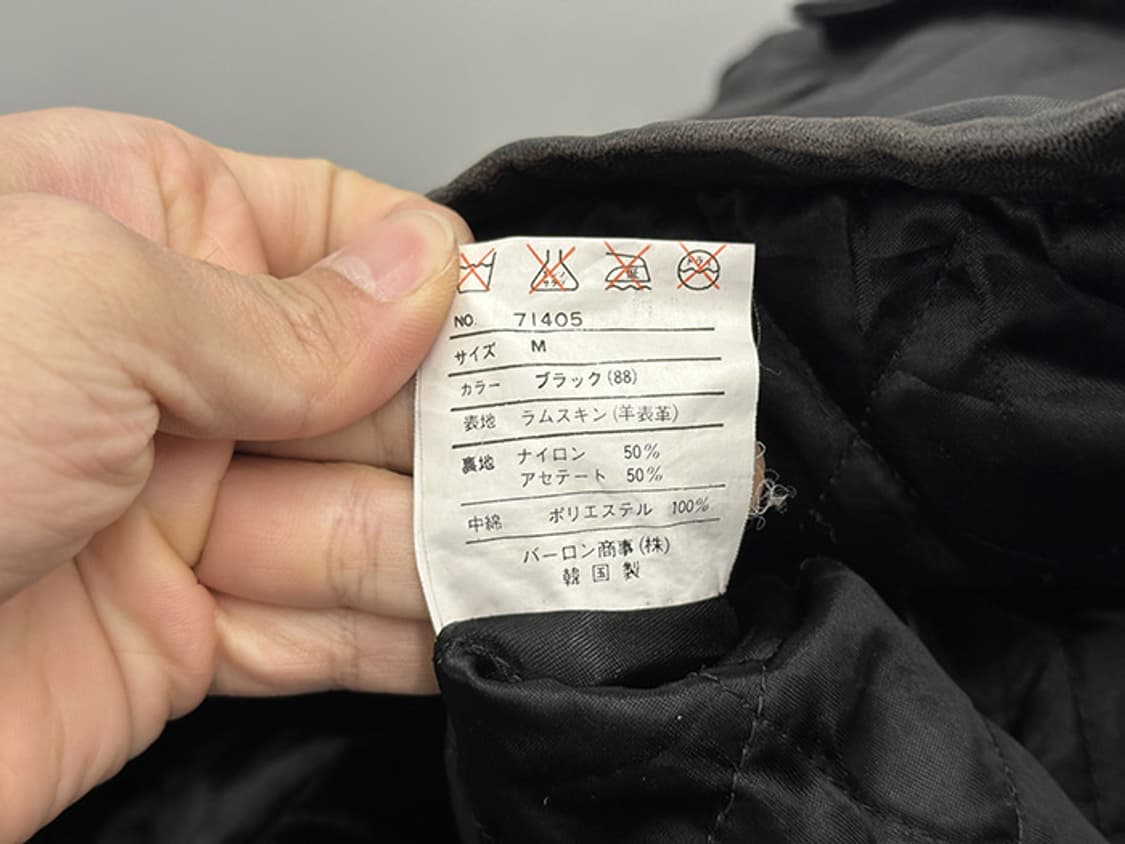 NO. 71405
サイズ M
カラー ブラック(88)
表地 ラムスキン(羊表革)
裏地 ナイロン 50%
アセテート 50%
中綿 ポリエステル 100%
バーロン商事(株)
韓国製